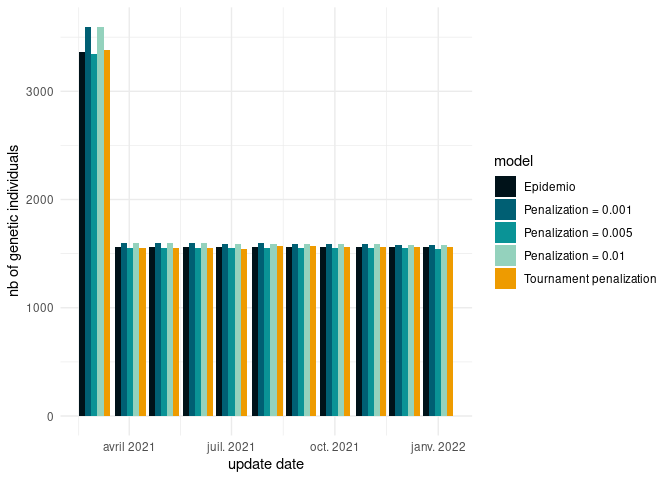 nb of genetic individuals
3000
2000
1000
0
avril 2021
juil. 2021
oct. 2021
janv. 2022
update date
model
Epidemio
Penalization = 0.001
Penalization = 0.005
Penalization = 0.01
Tournament penalization